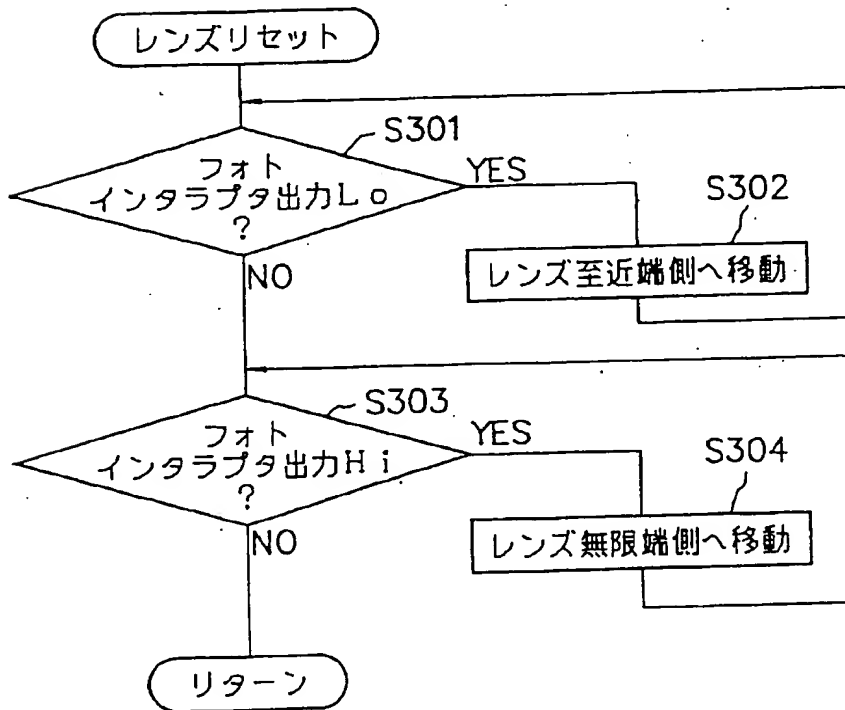 レンズリセット
S301
フォト
インタラプタ出力Lo
?
YES
S302
レンズ至近端側へ移動
NO
S303
フォト
インタラプタ出力Hi
?
YES
S304
レンズ無限端側へ移動
NO
リターン